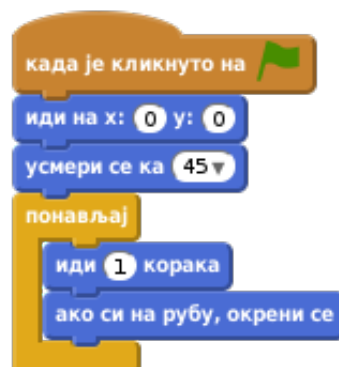 када је кликнуто на
иди на x: 0 y: 0
усмери се ка 45▾
понављај
иди 1 корака
ако си на рубу, окрени се